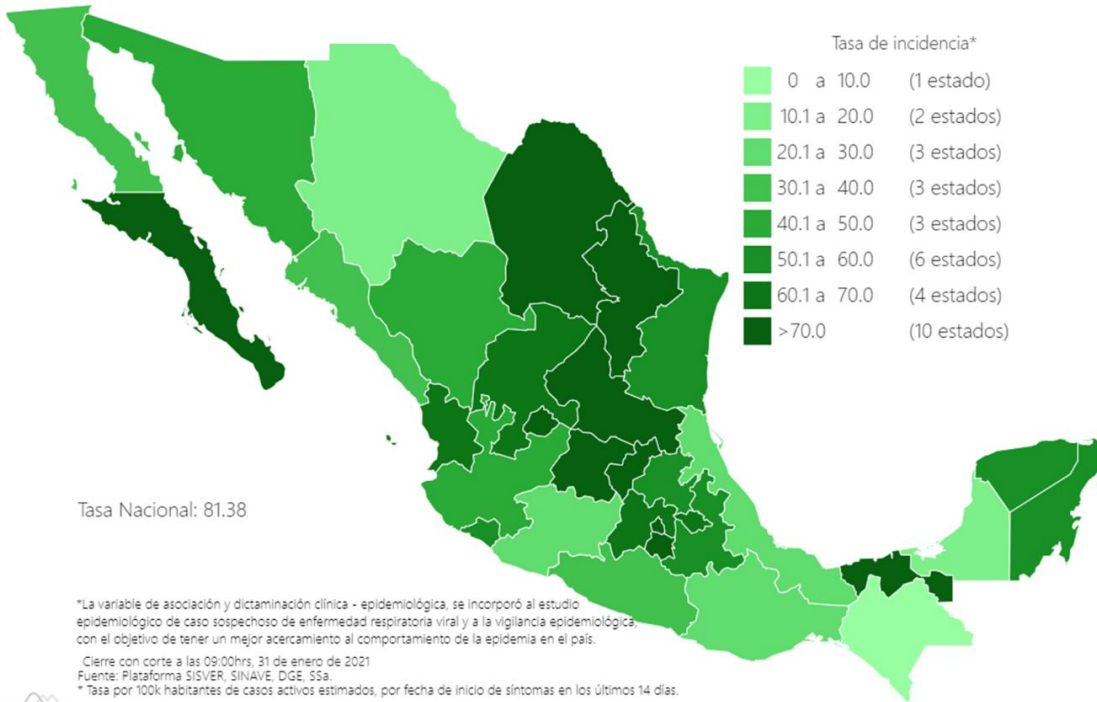 Tasa de incidencia*
0 a 10.0 (1 estado)
10.1 a 20.0 (2 estados)
20.1 a 30.0 (3 estados)
30.1 a 40.0 (3 estados)
40.1 a 50.0 (3 estados)
50.1 a 60.0 (6 estados)
60.1 a 70.0 (4 estados)
>70.0 (10 estados)
Tasa Nacional: 81.38
*La variable de asociación y dictaminación clínica - epidemiológica, se incorporó al estudio
epidemiológico de caso sospechoso de enfermedad respiratoria viral y a la vigilancia epidemiológica,
con el objetivo de tener un mejor acercamiento al comportamiento de la epidemia en el país.
Cierre con corte a las 09:00hrs, 31 de enero de 2021
Fuente: Plataforma SISVER, SINAVE, DGE, SSa.
* Tasa por 100k habitantes de casos activos estimados, por fecha de inicio de síntomas en los últimos 14 días.